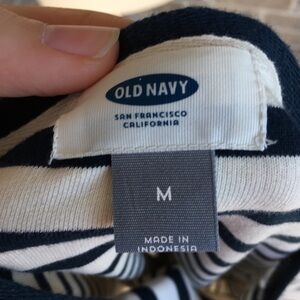 OLD NAVY
SAN FRANCISCO
CALIFORNIA
M
MADE IN
INDONESIA